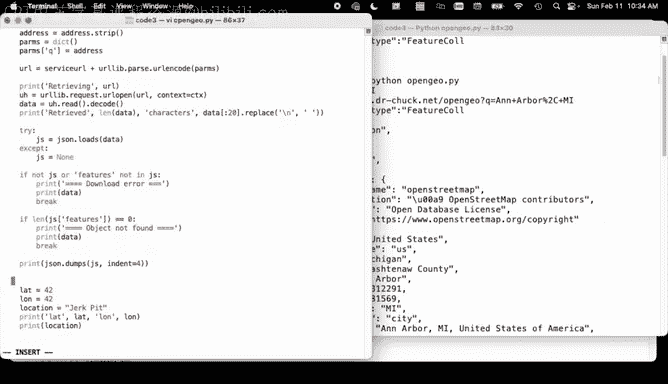 Terminal Shell Edit View Window Help
Sun Feb 11 10:34 AM
code3 — vi opengeo.py — 86×37
address = address.strip()
parms = dict()
parms['q'] = address
url = serviceurl + urllib.parse.urlencode(parms)
print('Retrieving', url)
uh = urllib.request.urlopen(url, context=ctx)
data = uh.read().decode()
print('Retrieved', len(data), 'characters', data[:20].replace('\n', ' '))
try:
js = json.loads(data)
except:
js = None
if not js or 'features' not in js:
print('==== Download error ===')
print(data)
break
if len(js['features']) == 0:
print('==== Object not found ====')
print(data)
break
print(json.dumps(js, indent=4))
lat = 42
lon = 42
location = "Jerk Pit"
print('lat', lat, 'lon', lon)
print(location)
-- INSERT --
code3 — Python opengeo.py — 84×30
type":"FeatureColl
python opengeo.py
I
.dr-chuck.net/opengeo?q=Ann+Arbor%2C+MI
type":"FeatureColl
on",
",
: {
ame": "openstreetmap",
tion": "\u00a9 OpenStreetMap contributors",
": "Open Database License",
https://www.openstreetmap.org/copyright"
United States",
e": "us",
ichigan",
ashtenaw County",
Arbor",
312291,
81569,
: "MI",
: "city",
"Ann Arbor, MI, United States of America",